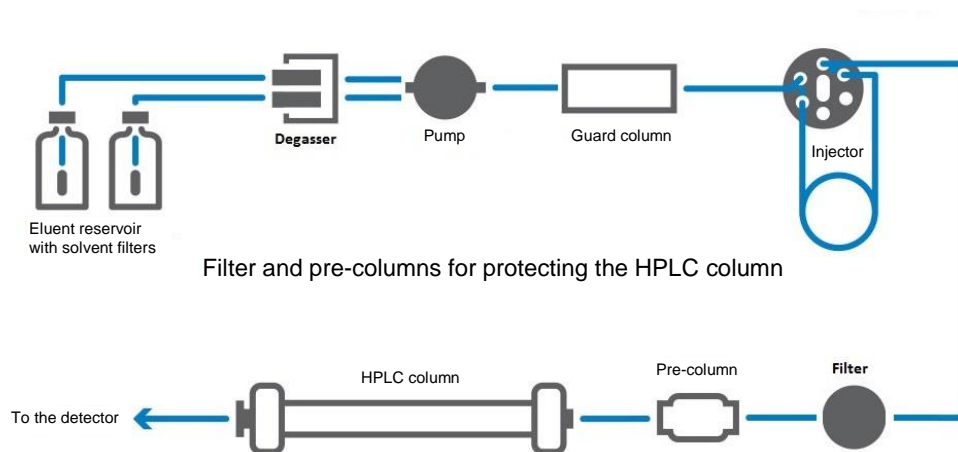 Degasser
Pump
Guard column
Injector
Eluent reservoir
with solvent filters
Filter and pre-columns for protecting the HPLC column
HPLC column
Pre-column
Filter
To the detector